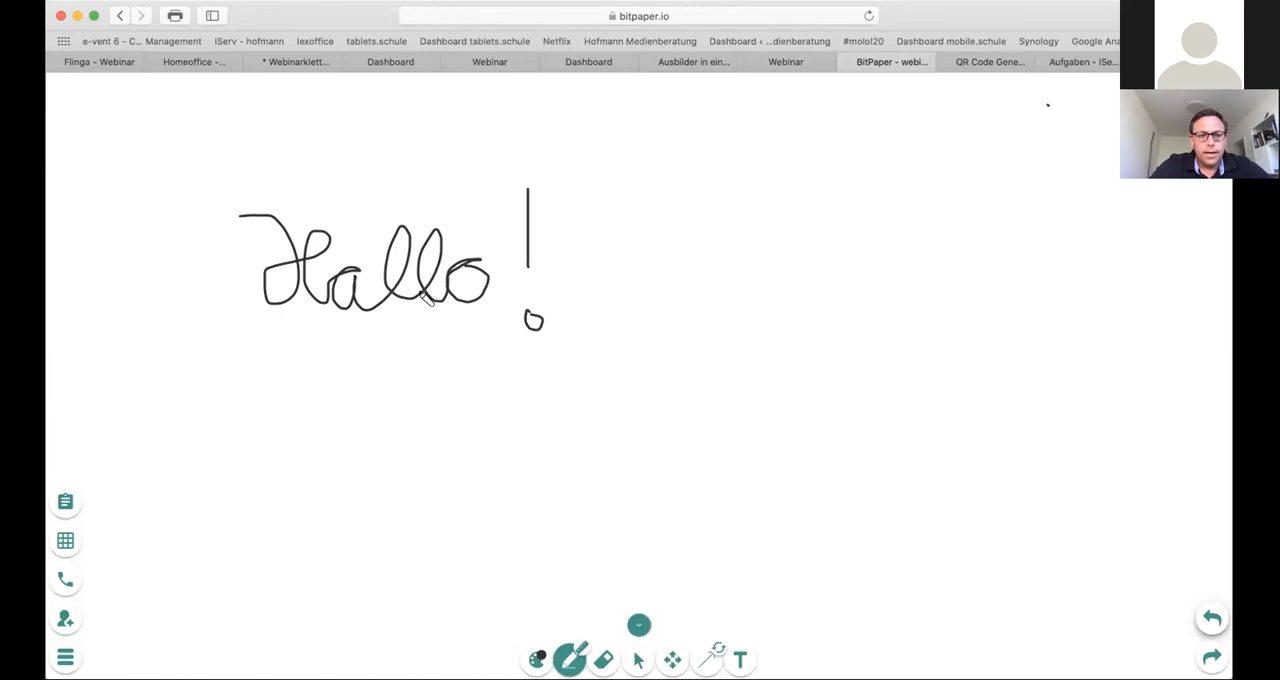 bitpaper.io
e-vent 6 - C... Management IServ - hofmann lexoffice tablets.schule Dashboard tablets.schule Netflix Hofmann Medienberatung Dashboard ‹ ...dienberatung #molol20 Dashboard mobile.schule Synology Google Ana
Flinga - Webinar Homeoffice -... * Webinarklett... Dashboard Webinar Dashboard Ausbilder in ein... Webinar BitPaper - webi... QR Code Gene... Aufgaben - ISe...
Hallo!
T